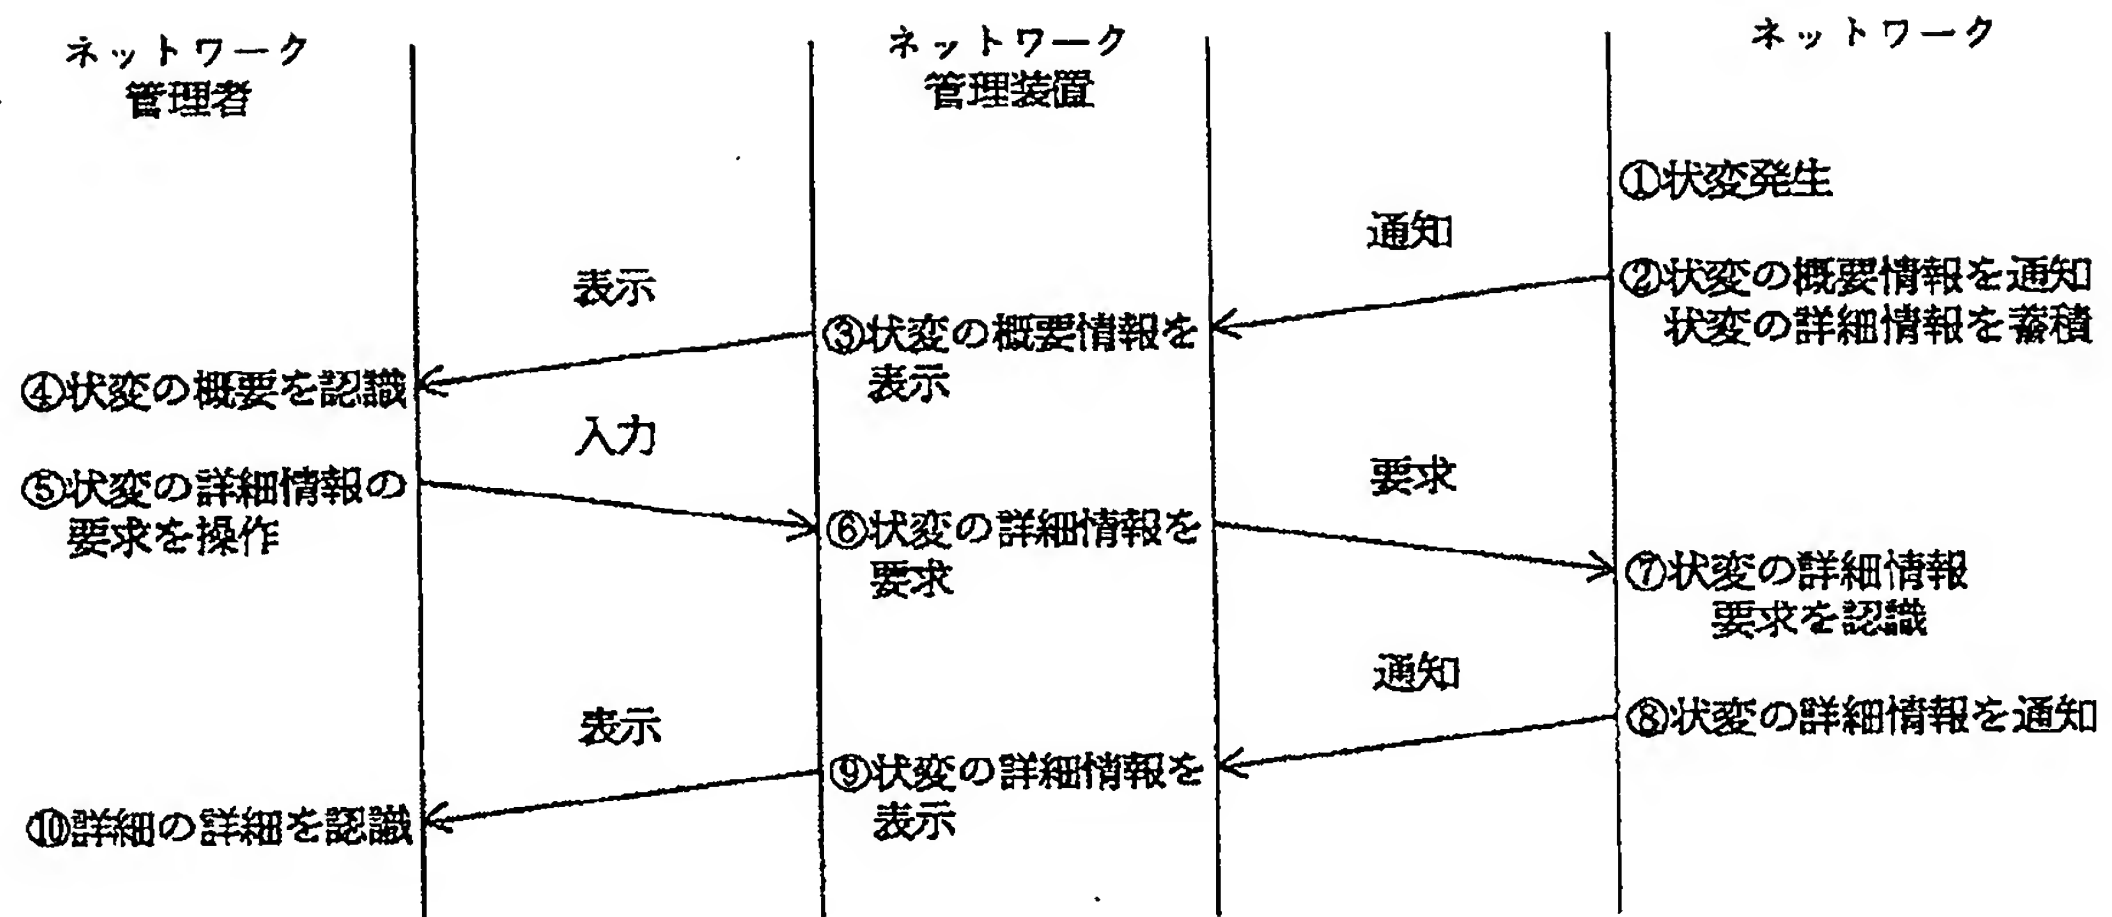 ネットワーク
管理者
ネットワーク
管理装置
ネットワーク
①状変発生
通知
②状変の概要情報を通知
状変の詳細情報を蓄積
表示
③状変の概要情報を
表示
④状変の概要を認識
入力
⑤状変の詳細情報の
要求を操作
要求
⑥状変の詳細情報を
要求
⑦状変の詳細情報
要求を認識
通知
⑧状変の詳細情報を通知
表示
⑨状変の詳細情報を
表示
⑩詳細の詳細を認識